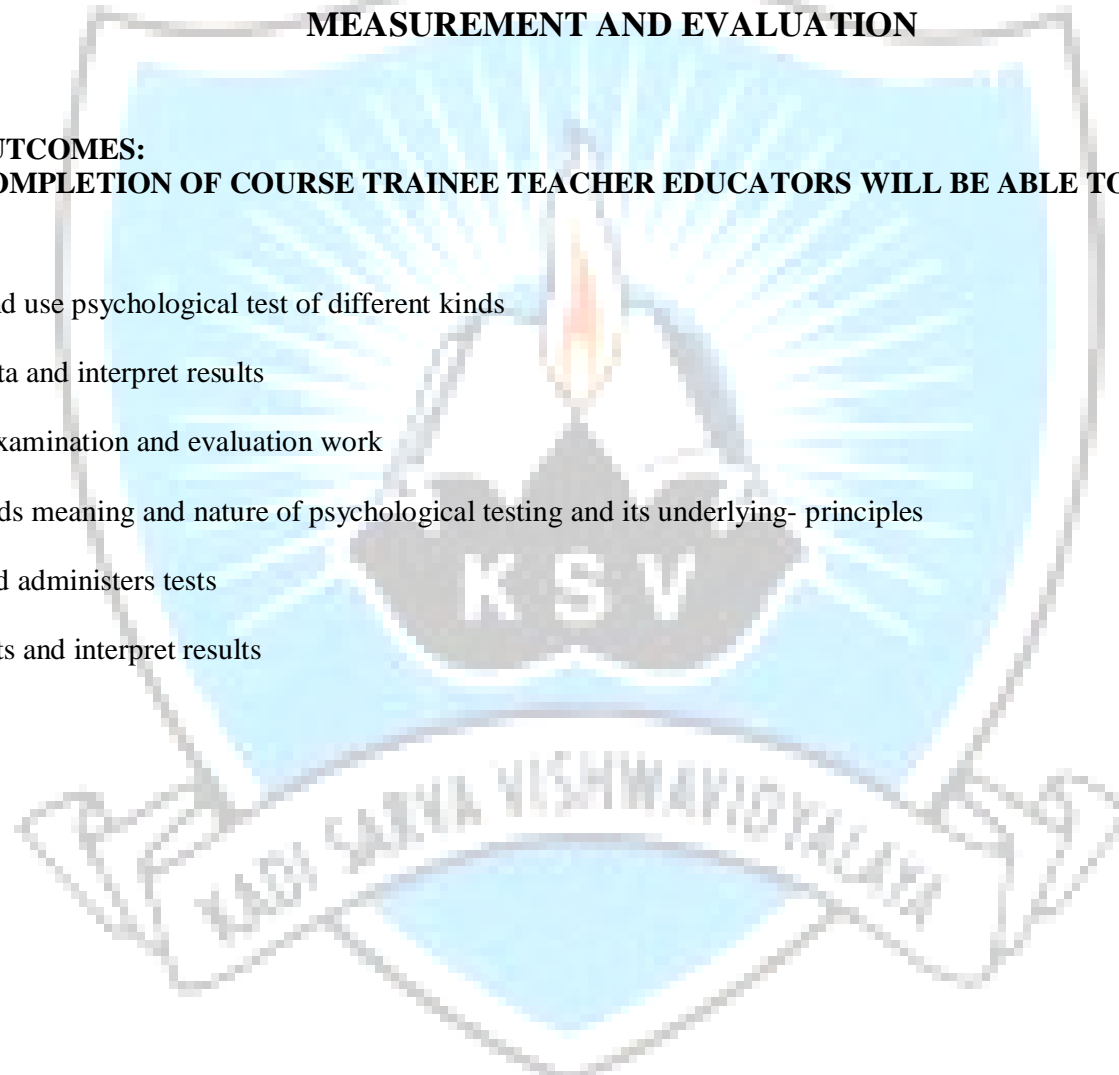 MEASUREMENT AND EVALUATION
UTCOMES:
OMPLETION OF COURSE TRAINEE TEACHER EDUCATORS WILL BE ABLE TO
nd use psychological test of different kinds
ta and interpret results
xamination and evaluation work
ds meaning and nature of psychological testing and its underlying- principles
d administers tests
ts and interpret results
KSV
KADI SARVA VISHWAVIDYALAYA